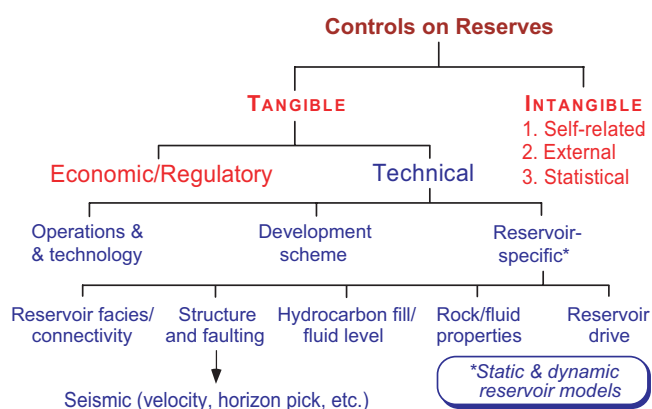 Controls on Reserves
TANGIBLE
INTANGIBLE
1. Self-related
2. External
3. Statistical
Economic/Regulatory
Technical
Operations &
& technology
Development
scheme
Reservoir-
specific*
Reservoir facies/
connectivity
Structure
and faulting
Hydrocarbon fill/
fluid level
Rock/fluid
properties
Reservoir
drive
Seismic (velocity, horizon pick, etc.)
*Static & dynamic
reservoir models